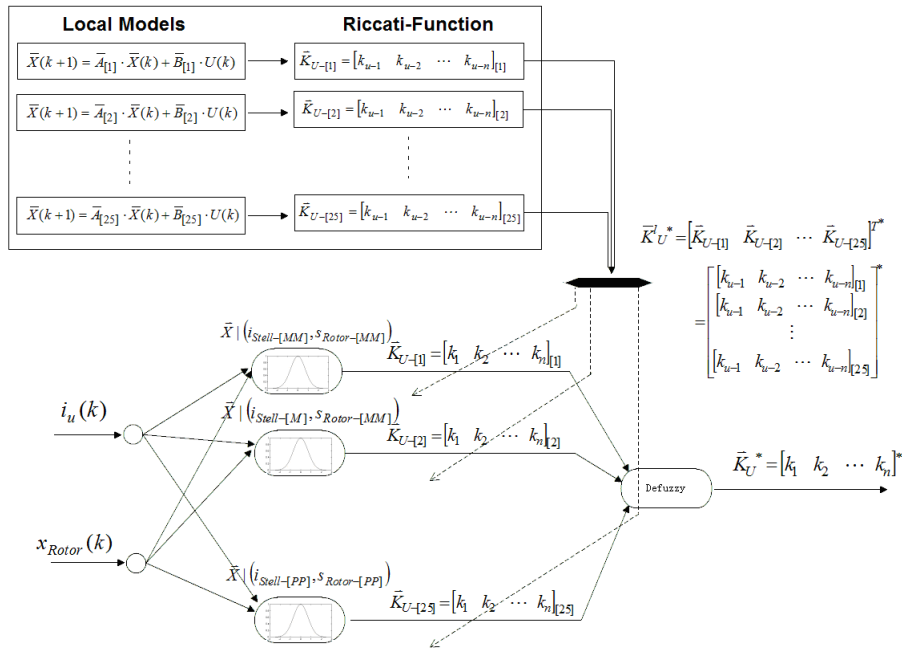 Local Models Riccati-Function
X̄(k+1) = Ā[1]·X̄(k)+B̄[1]·U(k)
K⃗U-[1] = [ku-1 ku-2 ⋯ ku-n][1]
X̄(k+1) = Ā[2]·X̄(k)+B̄[2]·U(k)
K⃗U-[2] = [ku-1 ku-2 ⋯ ku-n][2]
X̄(k+1) = Ā[25]·X̄(k)+B̄[25]·U(k)
K⃗U-[25] = [ku-1 ku-2 ⋯ ku-n][25]
K̄ᴵU* = [K⃗U-[1] K⃗U-[2] ⋯ K⃗U-[25]]T*
= [[ku-1 ku-2 ⋯ ku-n][1]
[ku-1 ku-2 ⋯ ku-n][2]
⋮
[ku-1 ku-2 ⋯ ku-n][25]]*
X⃗ | (iStell-[MM], sRotor-[MM])
K⃗U-[1] = [k1 k2 ⋯ kn][1]
X⃗ | (iStell-[M], sRotor-[MM])
K⃗U-[2] = [k1 k2 ⋯ kn][2]
iu(k)
Defuzzy
K⃗U* = [k1 k2 ⋯ kn]*
xRotor(k)
X⃗ | (iStell-[PP], sRotor-[PP])
K⃗U-[25] = [k1 k2 ⋯ kn][25]